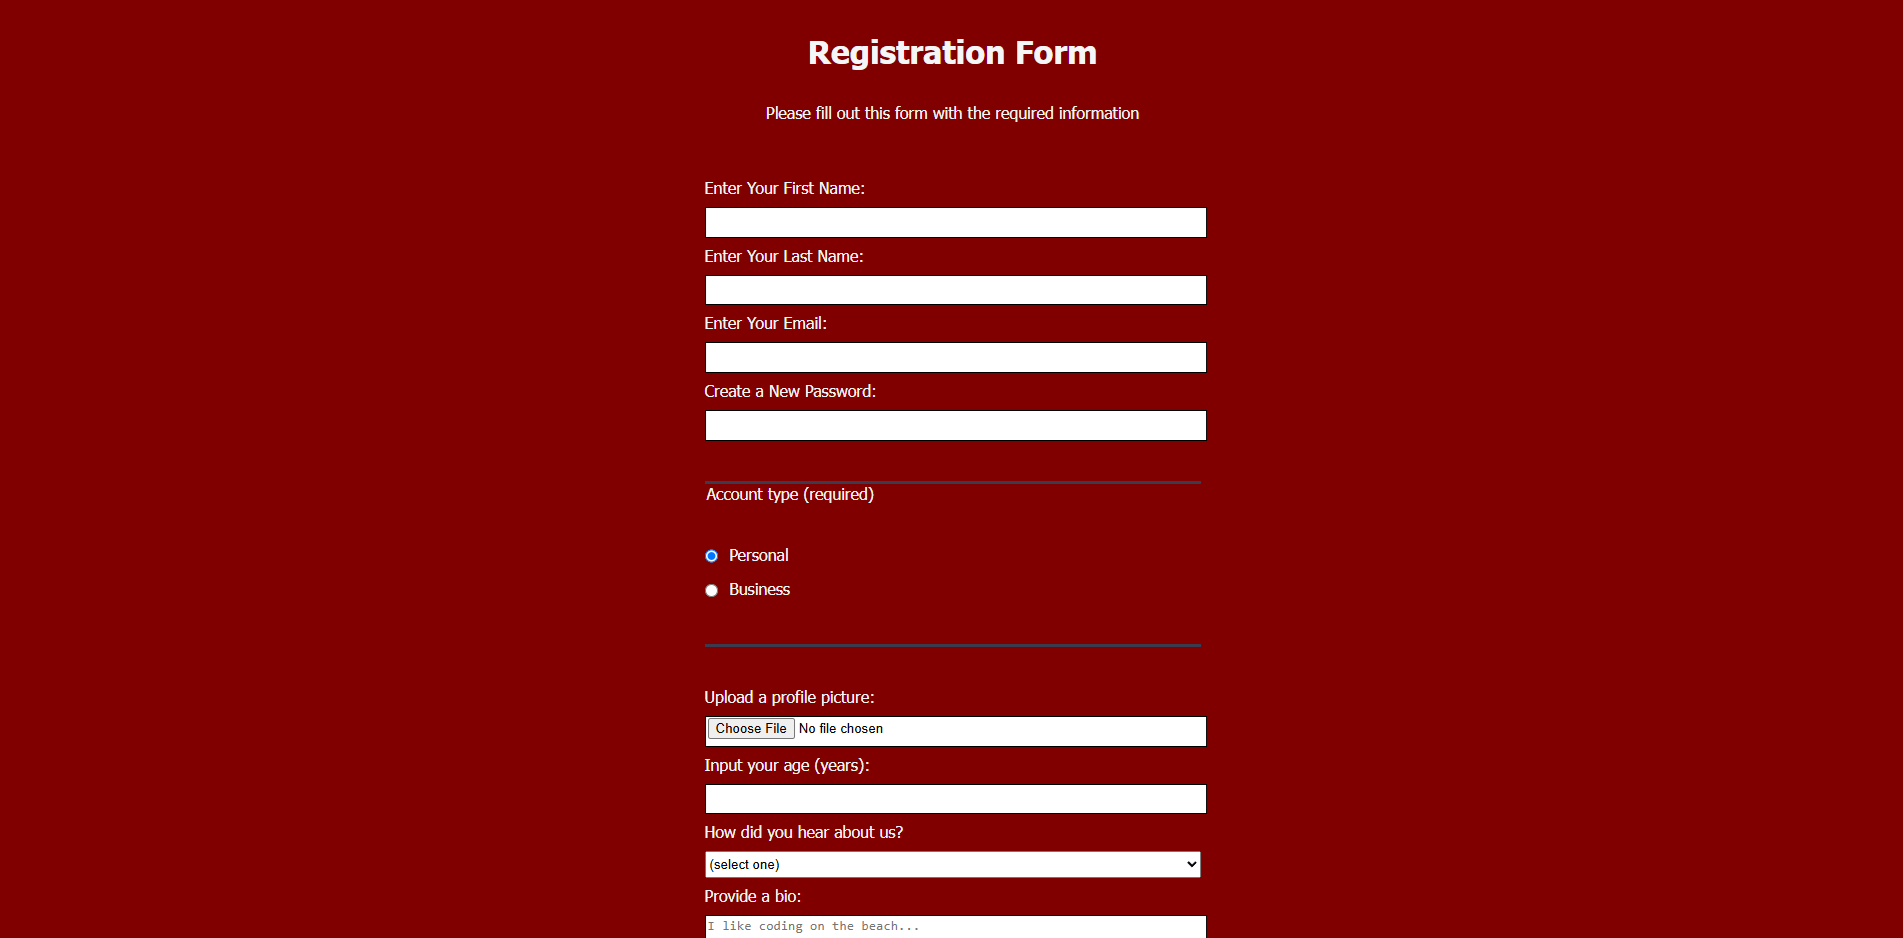 Registration Form
Please fill out this form with the required information
Enter Your First Name:
Enter Your Last Name:
Enter Your Email:
Create a New Password:
Account type (required)
Personal
Business
Upload a profile picture:
Choose File No file chosen
Input your age (years):
How did you hear about us?
(select one)
Provide a bio:
I like coding on the beach...